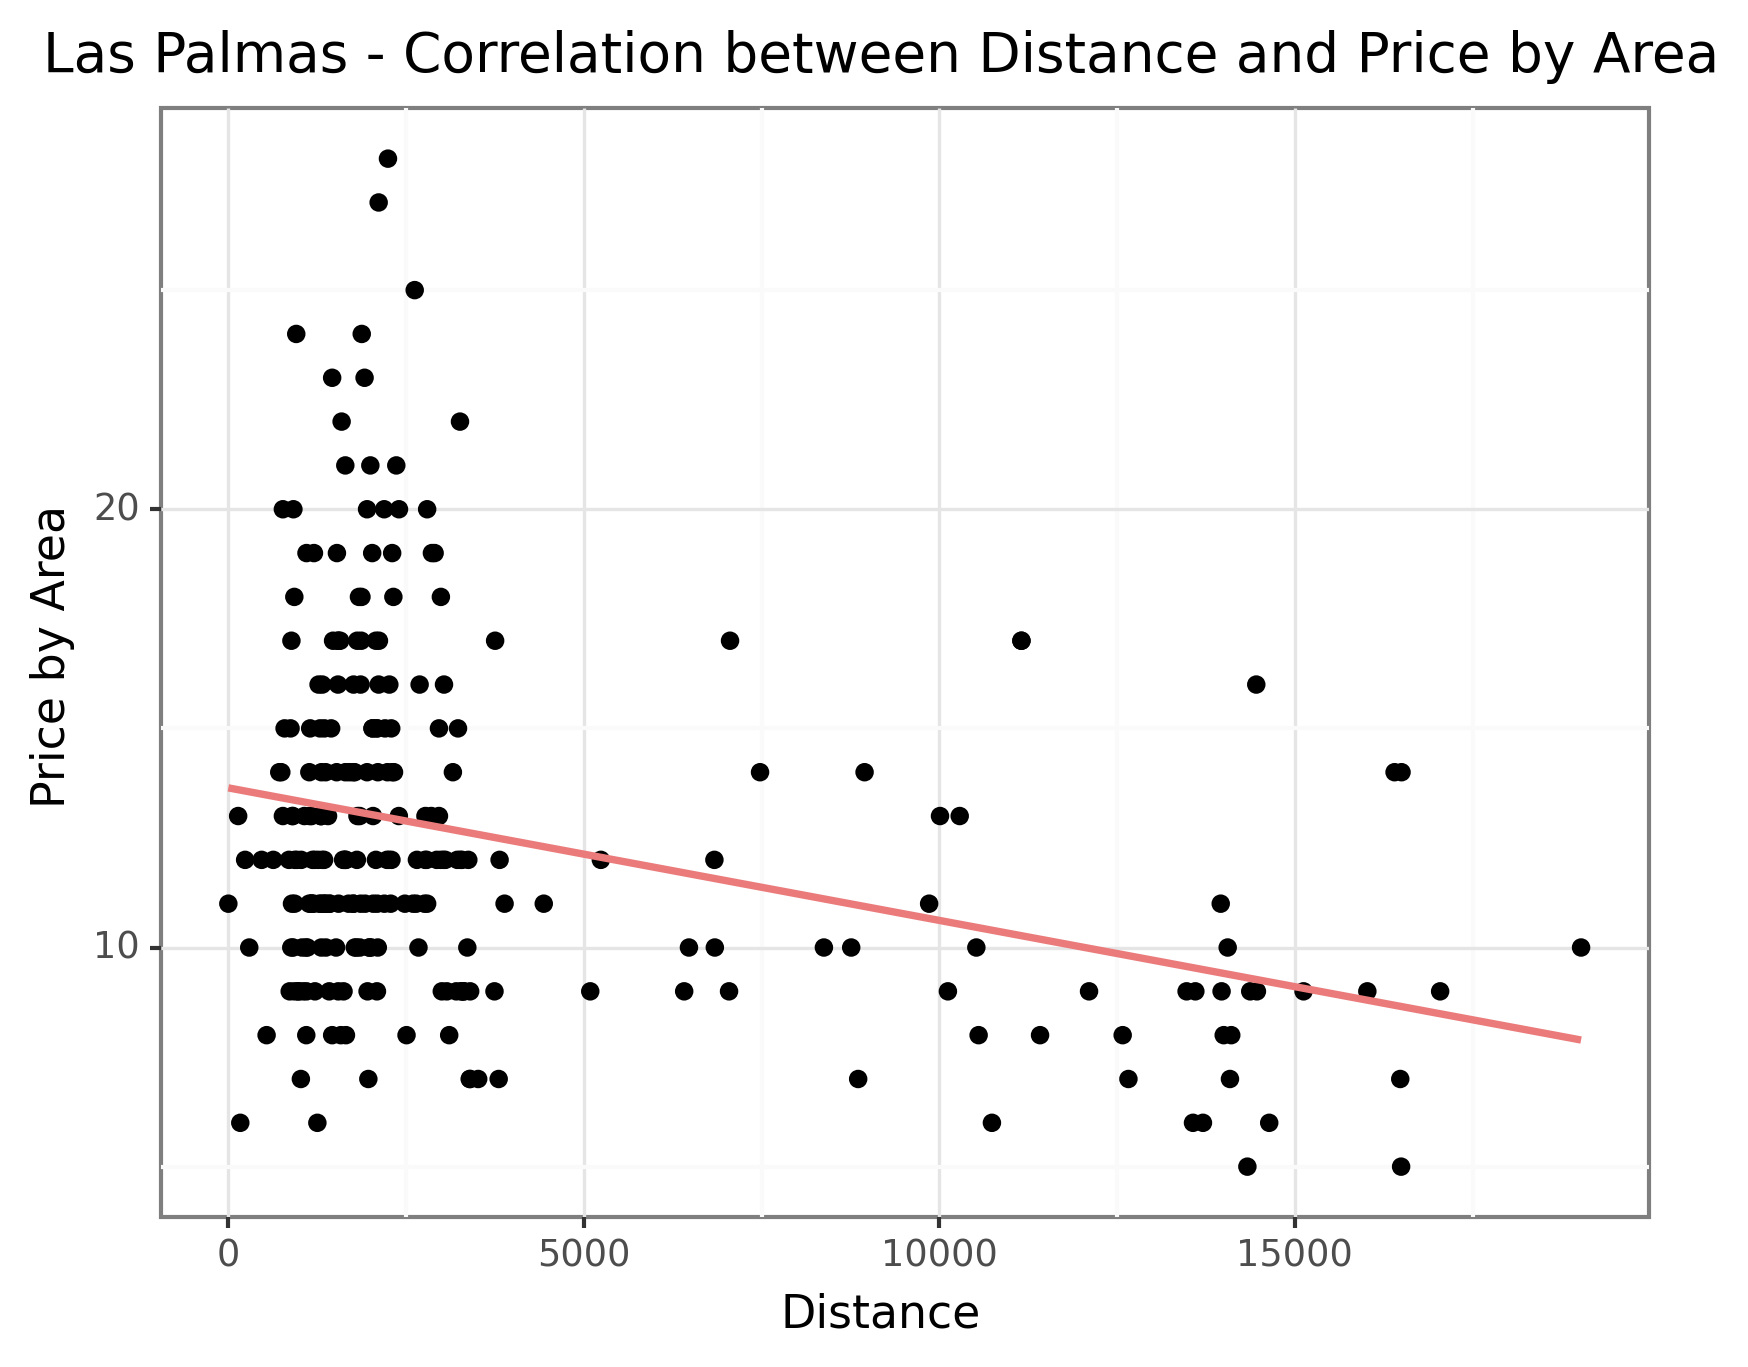 Las Palmas - Correlation between Distance and Price by Area
Price by Area
20
10
0
5000
10000
15000
Distance